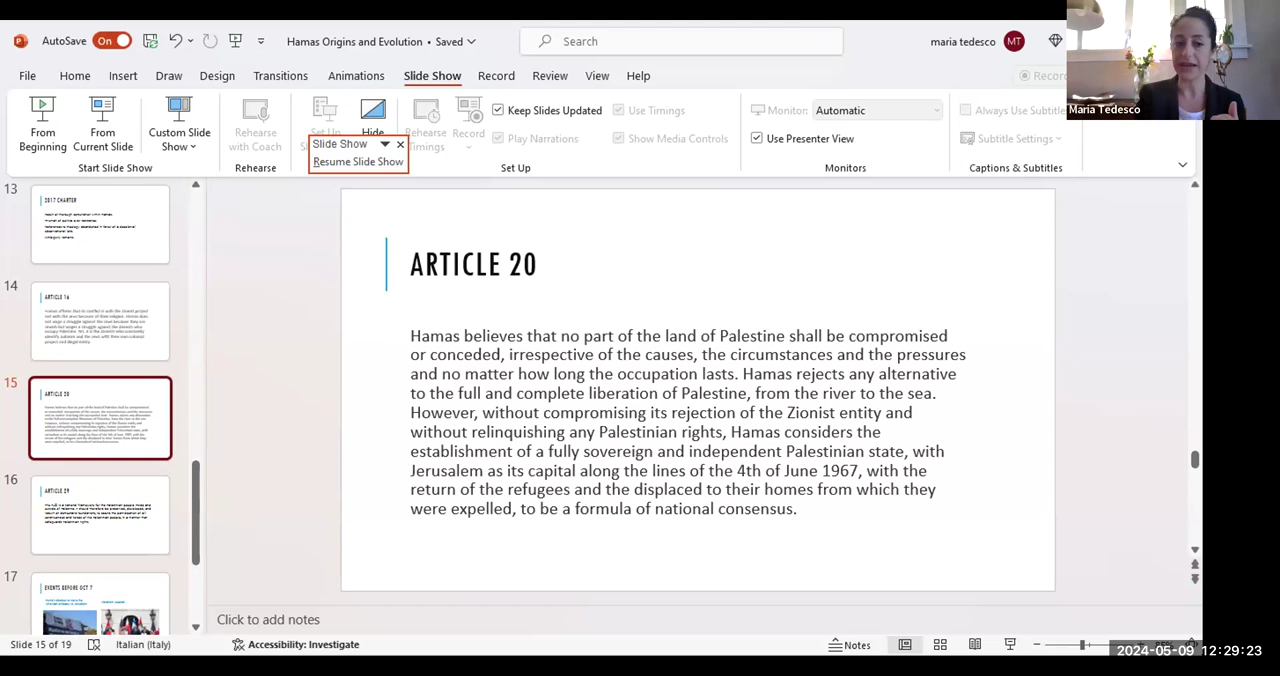 AutoSave On Hamas Origins and Evolution • Saved Search maria tedesco MT
File Home Insert Draw Design Transitions Animations Slide Show Record Review View Help Record
Maria Tedesco
From Beginning
From Current Slide
Custom Slide Show
Start Slide Show
Rehearse with Coach
Rehearse
Hide
Rehearse Timings
Record
Slide Show
Resume Slide Show
Keep Slides Updated
Play Narrations
Use Timings
Show Media Controls
Set Up
Monitor: Automatic
Use Presenter View
Monitors
Always Use Subtitle
Subtitle Settings
Captions & Subtitles
13
2017 CHARTER
14
ARTICLE 16
15
ARTICLE 20
16
17
EVENTS BEFORE OCT 7
ARTICLE 20
Hamas believes that no part of the land of Palestine shall be compromised
or conceded, irrespective of the causes, the circumstances and the pressures
and no matter how long the occupation lasts. Hamas rejects any alternative
to the full and complete liberation of Palestine, from the river to the sea.
However, without compromising its rejection of the Zionist entity and
without relinquishing any Palestinian rights, Hamas considers the
establishment of a fully sovereign and independent Palestinian state, with
Jerusalem as its capital along the lines of the 4th of June 1967, with the
return of the refugees and the displaced to their homes from which they
were expelled, to be a formula of national consensus.
Click to add notes
Slide 15 of 19 Italian (Italy) Accessibility: Investigate Notes
2024-05-09 12:29:23